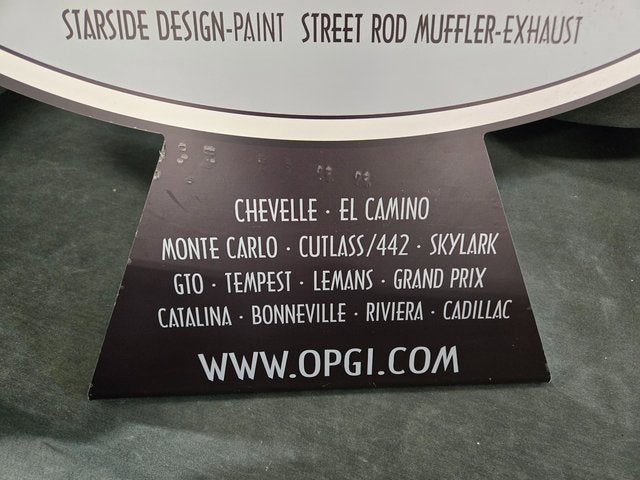 STARSIDE DESIGN-PAINT STREET ROD MUFFLER-EXHAUST
CHEVELLE · EL CAMINO
MONTE CARLO · CUTLASS/442 · SKYLARK
GTO · TEMPEST · LEMANS · GRAND PRIX
CATALINA · BONNEVILLE · RIVIERA · CADILLAC
WWW.OPGI.COM